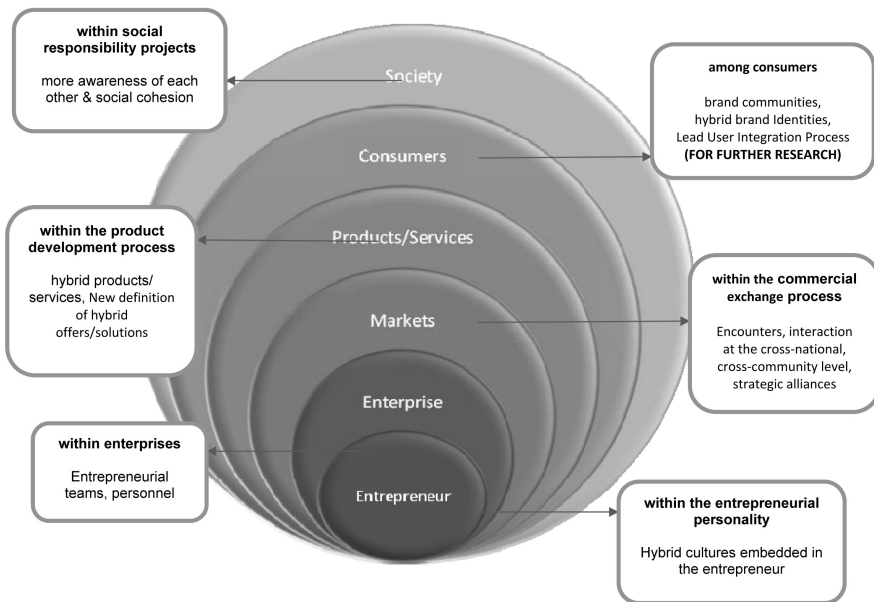 within social
responsibility projects
more awareness of each
other & social cohesion
Society
among consumers
brand communities,
hybrid brand Identities,
Lead User Integration Process
(FOR FURTHER RESEARCH)
Consumers
within the product
development process
hybrid products/
services, New definition
of hybrid
offers/solutions
Products/Services
within the commercial
exchange process
Encounters, interaction
at the cross-national,
cross-community level,
strategic alliances
Markets
Enterprise
within enterprises
Entrepreneurial
teams, personnel
Entrepreneur
within the entrepreneurial
personality
Hybrid cultures embedded in
the entrepreneur